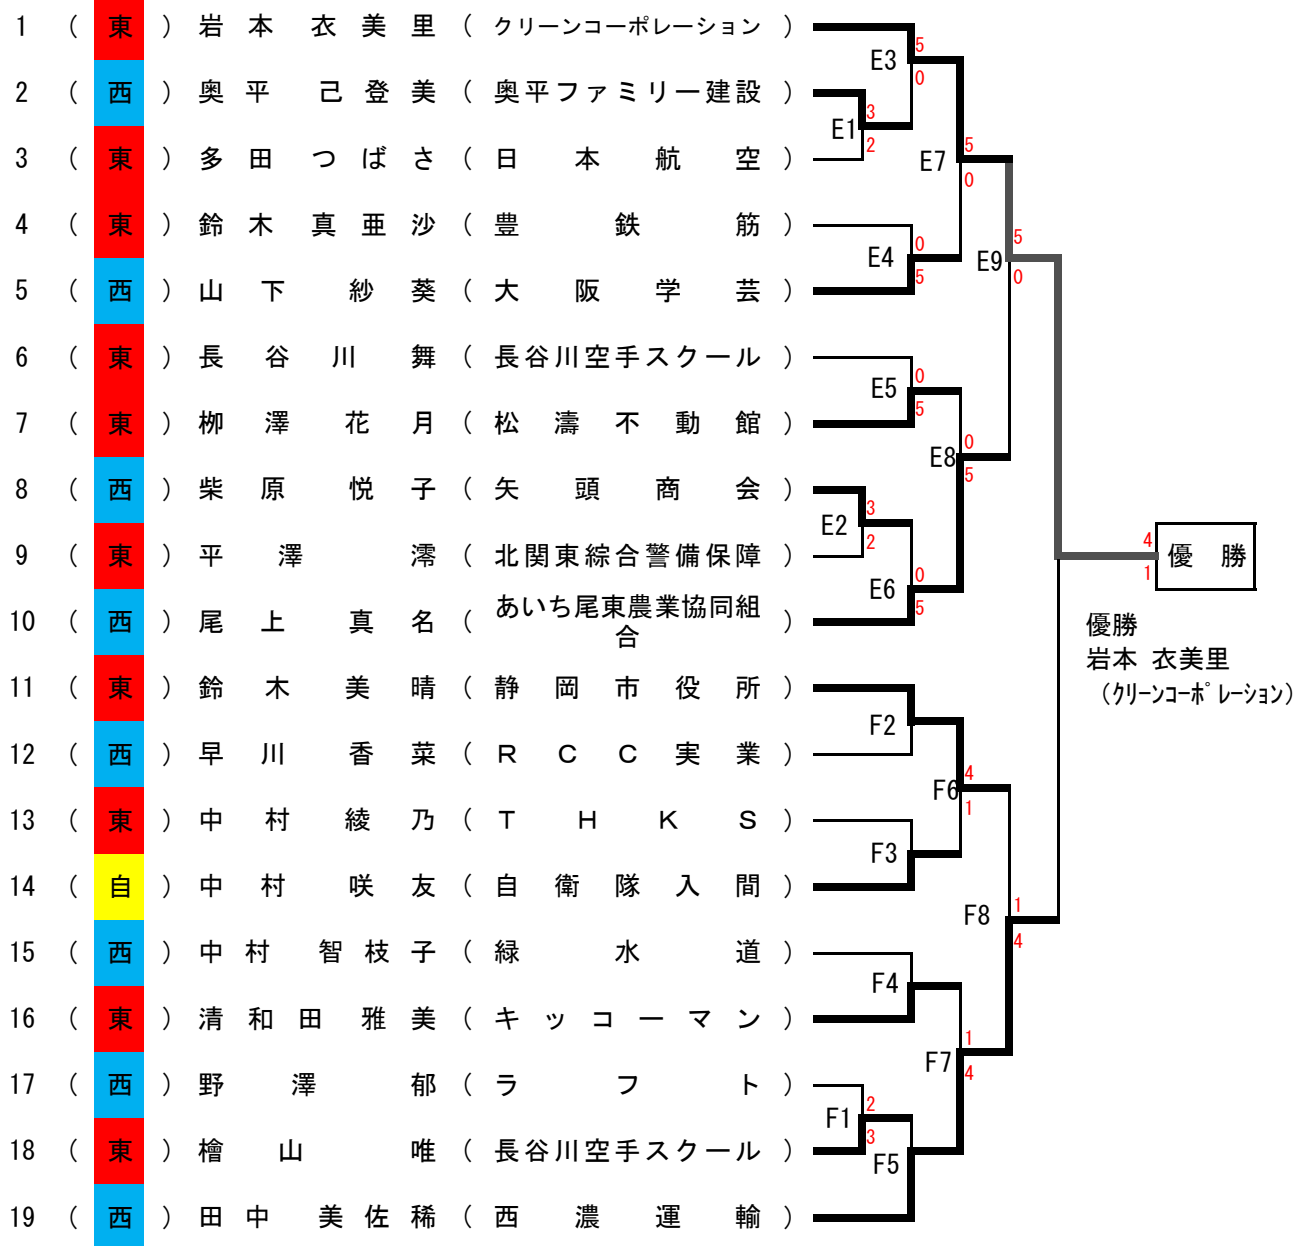 1 ( 東 ) 岩本 衣美里 ( クリーンコーポレーション )
2 ( 西 ) 奥平 己登美 ( 奥平ファミリー建設 )
3 ( 東 ) 多田 つばさ ( 日本航空 )
4 ( 東 ) 鈴木 真亜沙 ( 豊鉄筋 )
5 ( 西 ) 山下 紗葵 ( 大阪学芸 )
6 ( 東 ) 長谷川 舞 ( 長谷川空手スクール )
7 ( 東 ) 栁澤 花月 ( 松濤不動館 )
8 ( 西 ) 柴原 悦子 ( 矢頭商会 )
9 ( 東 ) 平澤 澪 ( 北関東綜合警備保障 )
10 ( 西 ) 尾上 真名 ( あいち尾東農業協同組
合 )
11 ( 東 ) 鈴木 美晴 ( 静岡市役所 )
12 ( 西 ) 早川 香菜 ( ＲＣＣ実業 )
13 ( 東 ) 中村 綾乃 ( ＴＨＫＳ )
14 ( 自 ) 中村 咲友 ( 自衛隊入間 )
15 ( 西 ) 中村 智枝子 ( 緑水道 )
16 ( 東 ) 清和田 雅美 ( キッコーマン )
17 ( 西 ) 野澤 郁 ( ラフト )
18 ( 東 ) 檜山 唯 ( 長谷川空手スクール )
19 ( 西 ) 田中 美佐稀 ( 西濃運輸 )
E1
3
2
E2
3
2
F1
2
3
E3
5
0
E4
0
5
E5
0
5
E6
0
5
F2
F3
F4
F5
E7
5
0
E8
0
5
F6
4
1
F7
1
4
E9
5
0
F8
1
4
4
1
優 勝
優勝
岩本 衣美里
（ｸﾘｰﾝｺｰﾎﾟﾚｰｼｮﾝ）